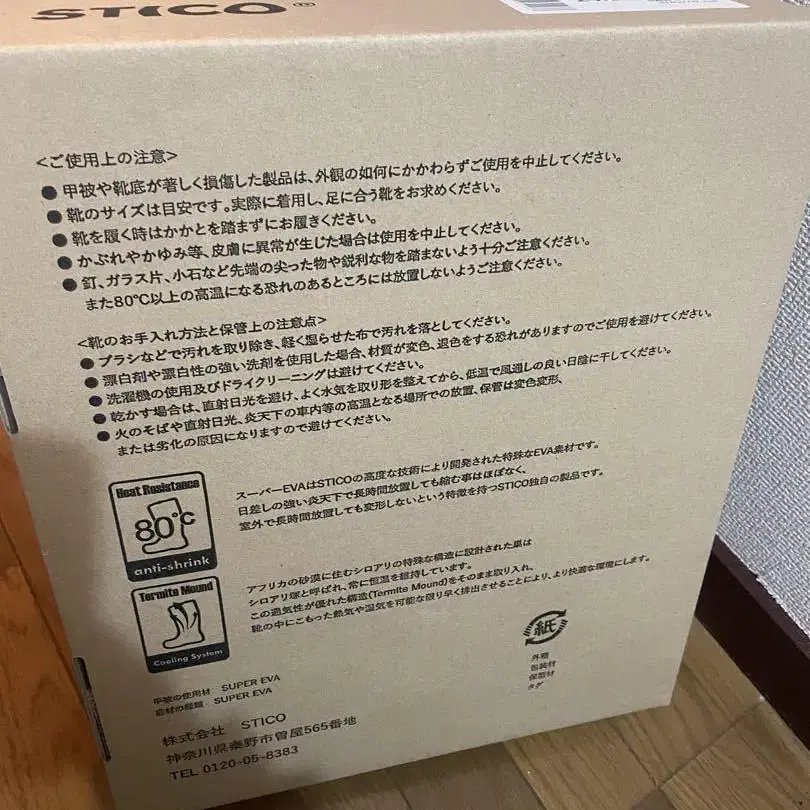 STICO®
<ご使用上の注意>
● 甲被や靴底が著しく損傷した製品は、外観の如何にかかわらずご使用を中止してください。
● 靴のサイズは目安です。実際に着用し、足に合う靴をお求めください。
● 靴を履く時はかかとを踏まずにお履きください。
● かぶれやかゆみ等、皮膚に異常が生じた場合は使用を中止してください。
● 釘、ガラス片、小石など先端の尖った物や鋭利な物を踏まないよう十分ご注意ください。
また80℃以上の高温になる恐れのあるところには放置しないようご注意ください。
<靴のお手入れ方法と保管上の注意点>
● ブラシなどで汚れを取り除き、軽く湿らせた布で汚れを落としてください。
● 漂白剤や漂白性の強い洗剤を使用した場合、材質が変色、退色をする恐れがありますのでご使用を避けてください。
● 洗濯機の使用及びドライクリーニングは避けてください。
● 乾かす場合は、直射日光を避け、よく水気を取り形を整えてから、低温で風通しの良い日陰に干してください。
● 火のそばや直射日光、炎天下の車内等の高温となる場所での放置、保管は変色変形、
または劣化の原因になりますので避けてください。
Heat Resistance
80℃
anti-shrink
スーパーEVAはSTICOの高度な技術により開発された特殊なEVA素材です。
日差しの強い炎天下で長時間放置しても縮む事はほぼなく、
室外で長時間放置しても変形しないという特徴を持つSTICO独自の製品です。
Termite Mound
Cooling System
アフリカの砂漠に住むシロアリの特殊な構造に設計された巣は
シロアリ塚と呼ばれ、常に恒温を維持しています。
この通気性が優れた構造(Termite Mound)をそのまま取り入れ、
靴の中にこもった熱気や湿気を可能な限り早く排出させることにより、より快適な環境にします。
紙
外箱
包装材
保型材
タグ
甲被の使用材 SUPER EVA
底材の種類 SUPER EVA
株式会社 STICO
神奈川県秦野市曽屋565番地
TEL 0120-05-8383